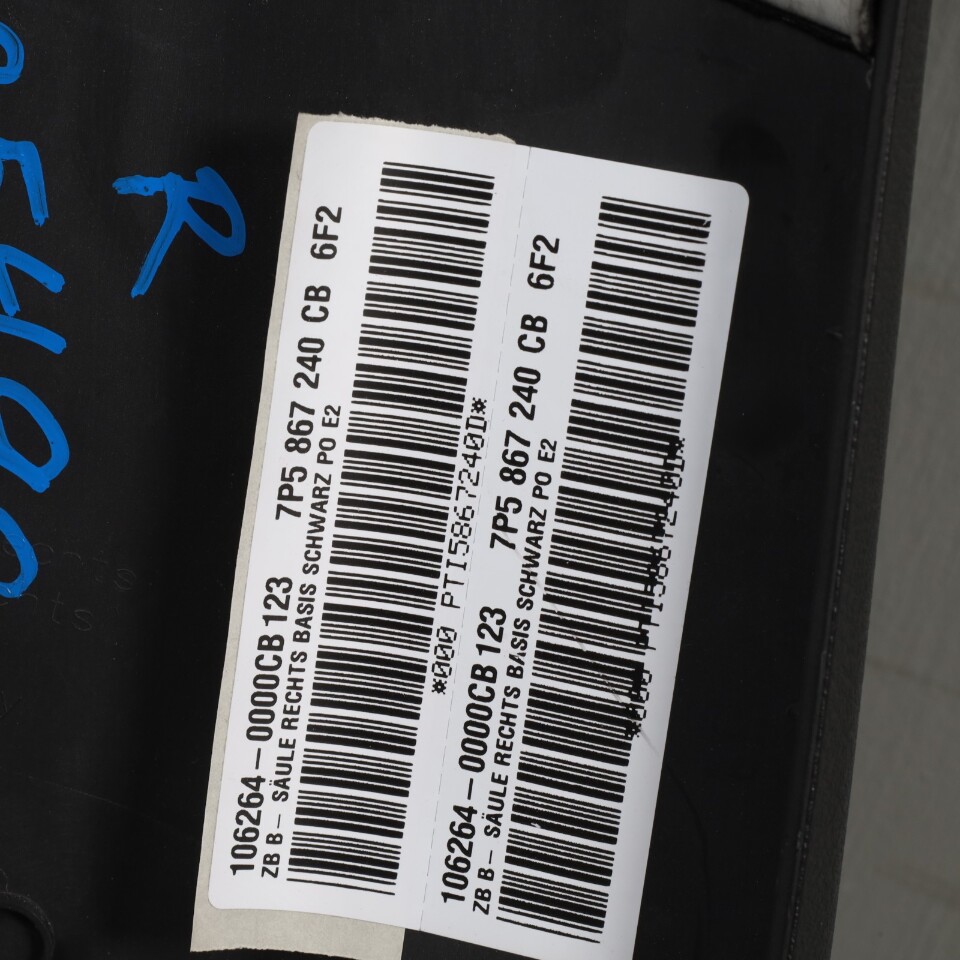 R
106264-0000CB 123 7P5 867 240 CB 6F2
ZB B- SÄULE RECHTS BASIS SCHWARZ PO E2
*000 PTI5867240D*
106264-0000CB 123 7P5 867 240 CB 6F2
ZB B- SÄULE RECHTS BASIS SCHWARZ PO E2